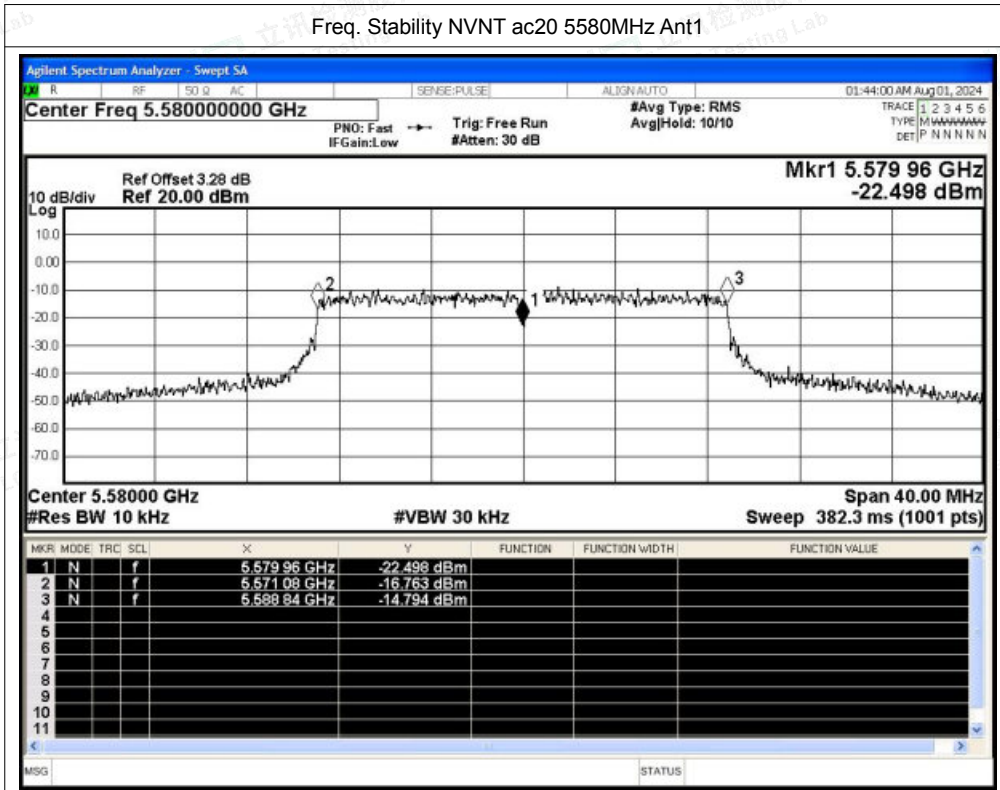 Freq. Stability NVNT ac20 5580MHz Ant1
Agilent Spectrum Analyzer - Swept SA
R RF 50 Ω AC SENSE:PULSE ALIGNAUTO 01:44:00 AM Aug 01, 2024
Center Freq 5.580000000 GHz #Avg Type: RMS TRACE 1 2 3 4 5 6
PNO: Fast Trig: Free Run Avg|Hold: 10/10 TYPE M
IFGain:Low #Atten: 30 dB DET P N N N N N
Mkr1 5.579 96 GHz
Ref Offset 3.28 dB
10 dB/div Ref 20.00 dBm -22.498 dBm
Log
10.0
0.00
-10.0
-20.0
-30.0
-40.0
-50.0
-60.0
-70.0
2
1
3
Center 5.58000 GHz Span 40.00 MHz
#Res BW 10 kHz #VBW 30 kHz Sweep 382.3 ms (1001 pts)
MKR MODE TRC SCL X Y FUNCTION FUNCTION WIDTH FUNCTION VALUE
1 N f 5.579 96 GHz -22.498 dBm
2 N f 5.571 08 GHz -16.763 dBm
3 N f 5.588 84 GHz -14.794 dBm
4
5
6
7
8
9
10
11
MSG STATUS